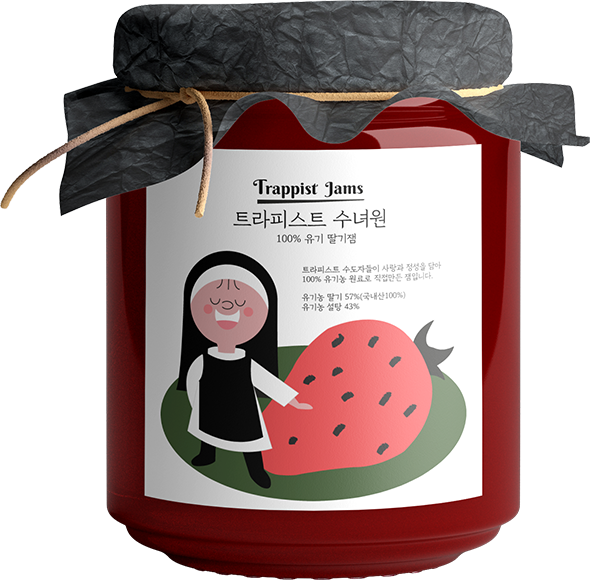 Trappist Jams
트라피스트 수녀원
100% 유기 딸기잼
트라피스트 수도자들이 사랑과 정성을 담아
100% 유기농 원료로 직접만든 잼입니다.
유기농 딸기 57%(국내산100%)
유기농 설탕 43%